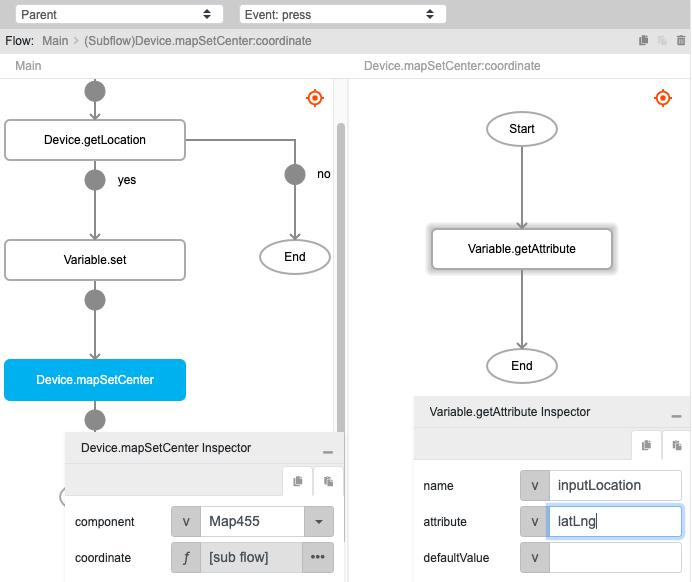 Parent
Event: press
Flow: Main > (Subflow)Device.mapSetCenter:coordinate
Main
Device.getLocation
yes
no
Variable.set
End
Device.mapSetCenter
Device.mapSetCenter Inspector
component v Map455
coordinate ƒ [sub flow] •••
Device.mapSetCenter:coordinate
Start
Variable.getAttribute
End
Variable.getAttribute Inspector
name v inputLocation
attribute v latLng
defaultValue v